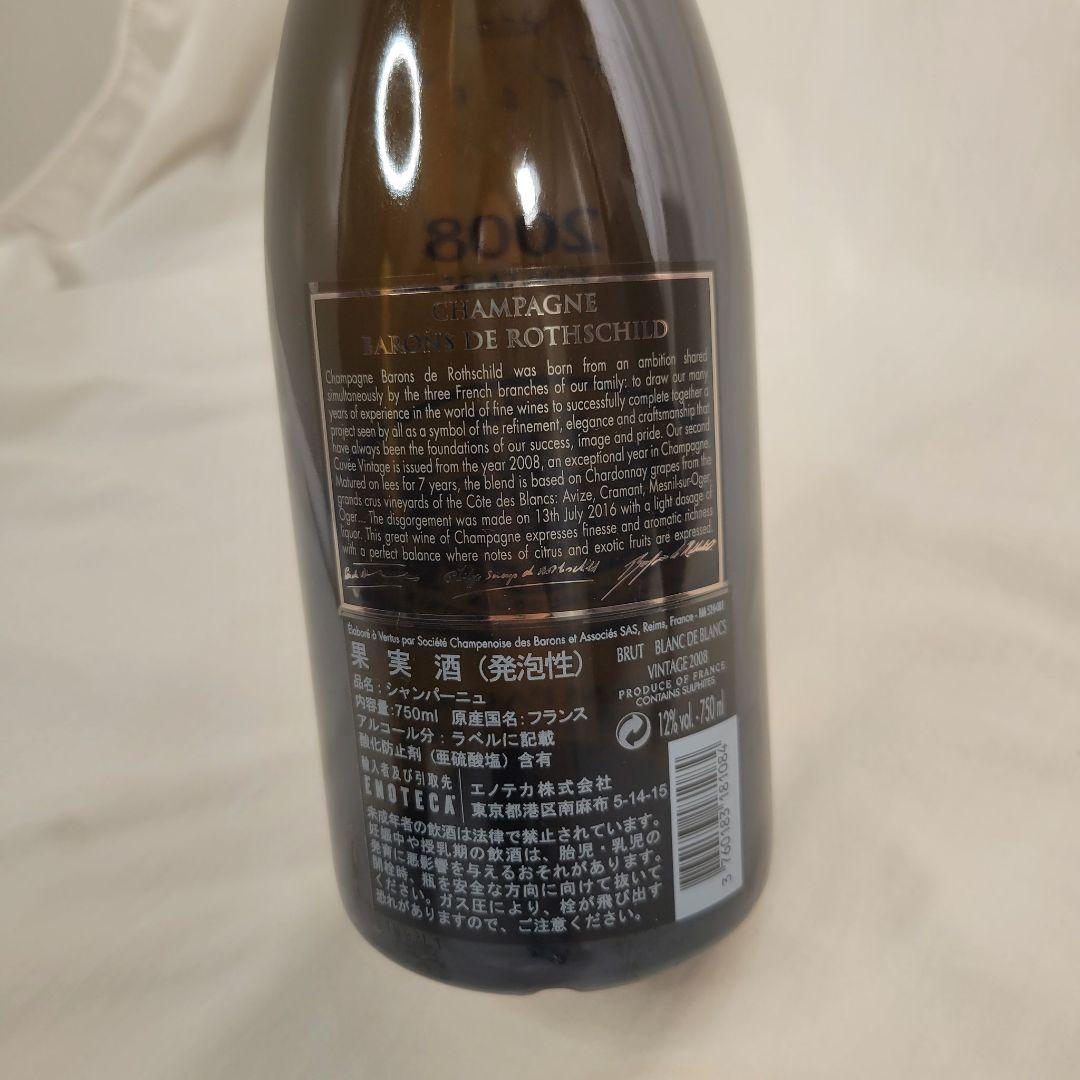 2008
CHAMPAGNE
BARONS DE ROTHSCHILD
Champagne Barons de Rothschild was born from an ambition shared
simultaneously by the three French branches of our family: to draw our many
years of experience in the world of fine wines to successfully complete together a
project seen by all as a symbol of the refinement, elegance and craftsmanship that
have always been the foundations of our success, image and pride. Our second
Cuvée Vintage is issued from the year 2008, an exceptional year in Champagne.
Matured on lees for 7 years, the blend is based on Chardonnay grapes from the
grands crus vineyards of the Côte des Blancs: Avize, Cramant, Mesnil-sur-Oger,
Oger... The disgorgement was made on 13th July 2016 with a light dosage of
liquor. This great wine of Champagne expresses finesse and aromatic richness
with a perfect balance where notes of citrus and exotic fruits are expressed.
Élaboré à Vertus par Société Champenoise des Barons et Associés SAS, Reims, France - NM 526-001
果実酒（発泡性）
品名：シャンパーニュ
内容量:750ml 原産国名：フランス
アルコール分：ラベルに記載
酸化防止剤（亜硫酸塩）含有
輸入者及び引取先
ENOTECA
エノテカ株式会社
東京都港区南麻布 5-14-15
BRUT BLANC DE BLANCS
VINTAGE 2008
PRODUCE OF FRANCE
CONTAINS SULPHITES
12% vol. - 750 ml
未成年者の飲酒は法律で禁止されています。
妊娠中や授乳期の飲酒は、胎児・乳児の
発育に悪影響を与えるおそれがあります。
開栓時、瓶を安全な方向に向けて抜いて
ください。ガス圧により、栓が飛び出す
恐れがありますので、ご注意ください。
3 760183 181084